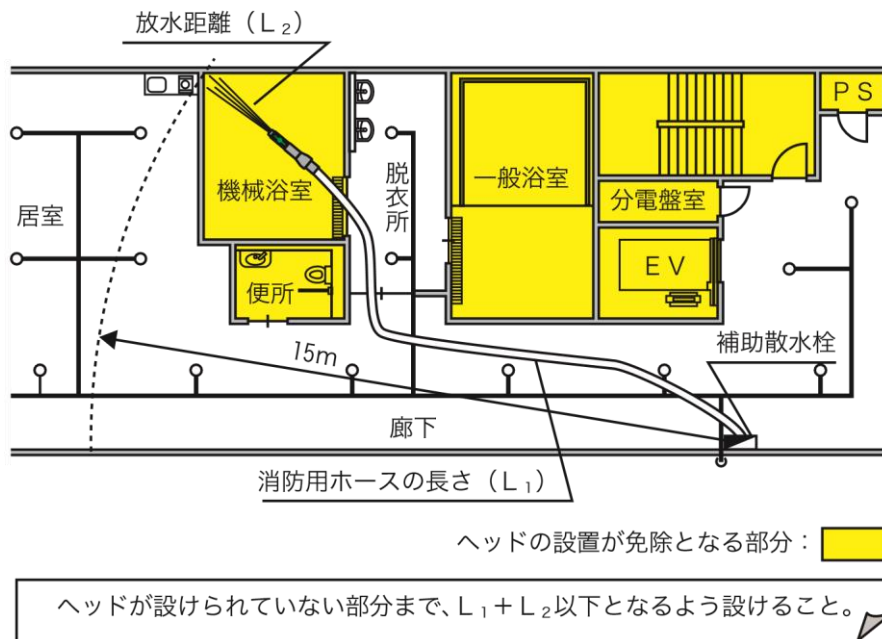 放水距離（L₂）
PS
機械浴室
脱衣所
一般浴室
分電盤室
居室
EV
便所
補助散水栓
15m
廊下
消防用ホースの長さ（L₁）
ヘッドの設置が免除となる部分：
ヘッドが設けられていない部分まで、L₁＋L₂以下となるよう設けること。